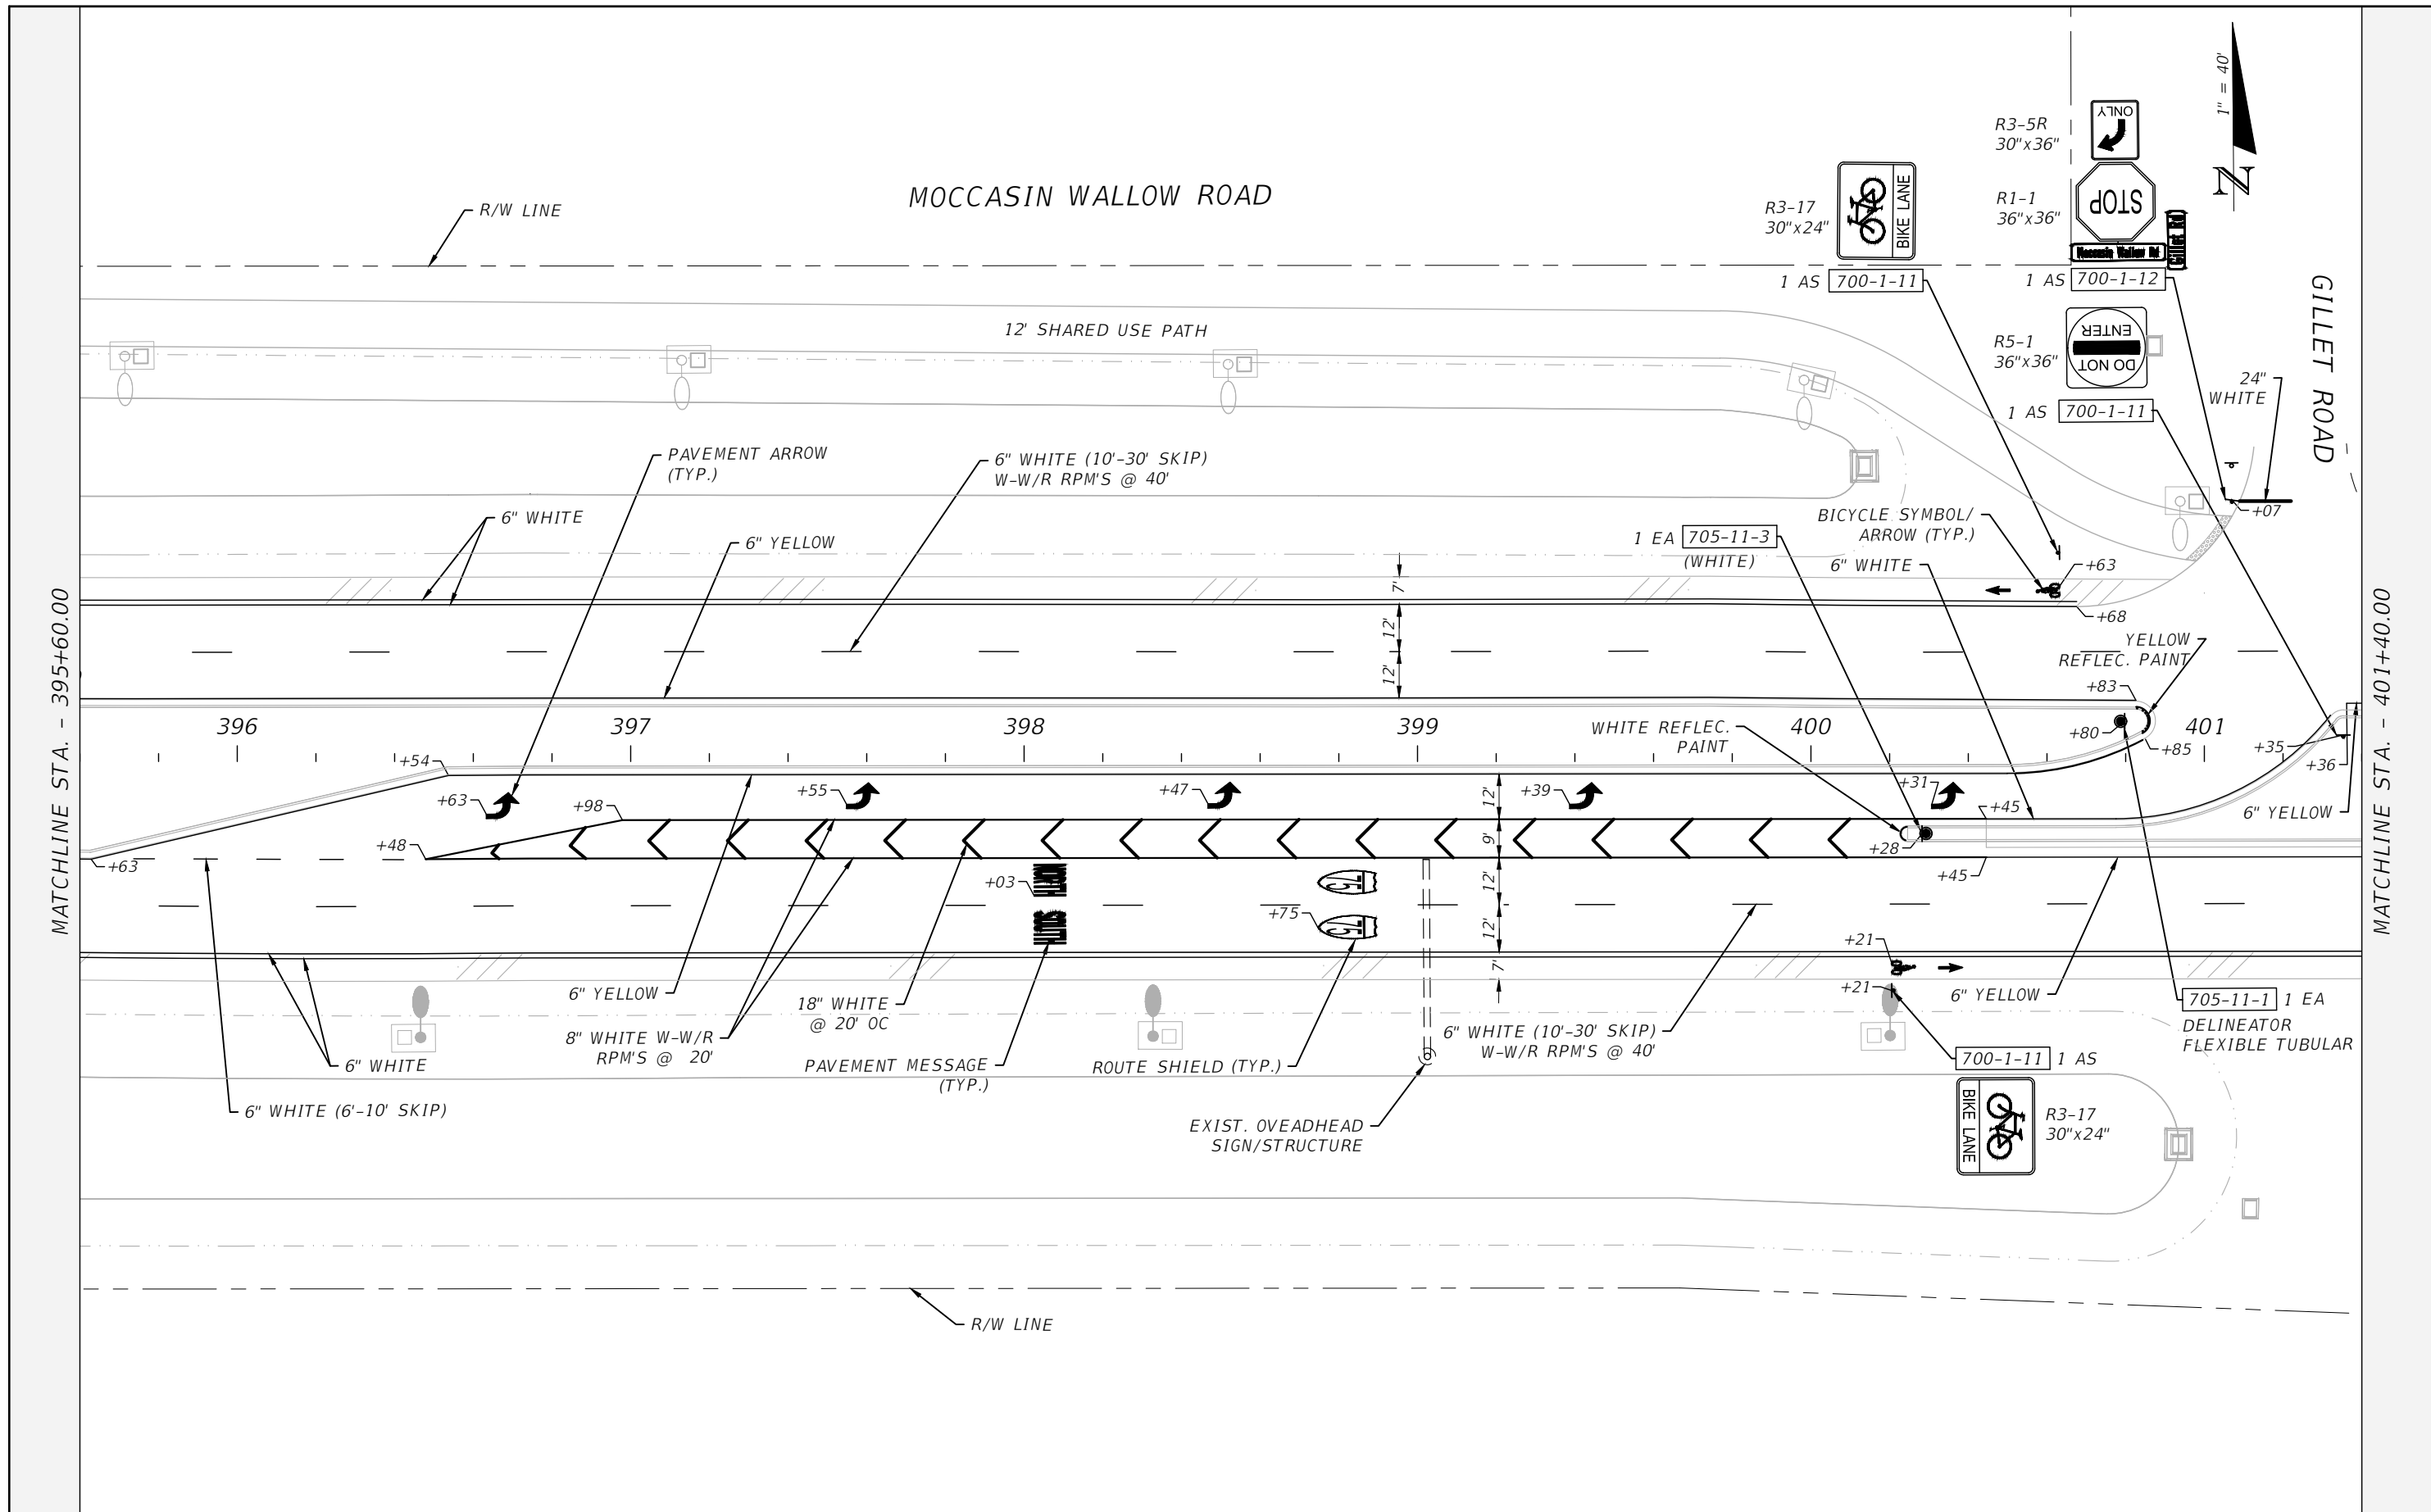 MOCCASIN WALLOW ROAD
R/W LINE
12' SHARED USE PATH
PAVEMENT ARROW
(TYP.)
6" WHITE (10'-30' SKIP)
W-W/R RPM'S @ 40'
6" WHITE
6" YELLOW
R3-17
30"x24"
BIKE LANE
1 AS 700-1-11
R3-5R
30"x36"
ONLY
R1-1
36"x36"
STOP
Moccasin Wallow Rd
Gillet Rd
1 AS 700-1-12
R5-1
36"x36"
DO NOT
ENTER
1 AS 700-1-11
1" = 40'
N
GILLET ROAD
24"
WHITE
+07
BICYCLE SYMBOL/
ARROW (TYP.)
1 EA 705-11-3
(WHITE)
6" WHITE
+63
+68
YELLOW
REFLEC. PAINT
+83
7'
12'
12'
MATCHLINE STA. - 395+60.00
MATCHLINE STA. - 401+40.00
396
397
398
399
400
401
WHITE REFLEC.
PAINT
+80
+85
+35
+36
6" YELLOW
+54
+63
+98
+55
+47
+39
+31
+45
+48
+63
+28
+45
12'
9'
12'
12'
7'
+03
NORTH
SOUTH
+75
75
75
+21
+21
6" YELLOW
8" WHITE W-W/R
RPM'S @ 20'
18" WHITE
@ 20' OC
6" WHITE
6" WHITE (6'-10' SKIP)
PAVEMENT MESSAGE
(TYP.)
ROUTE SHIELD (TYP.)
6" WHITE (10'-30' SKIP)
W-W/R RPM'S @ 40'
EXIST. OVEADHEAD
SIGN/STRUCTURE
6" YELLOW
705-11-1 1 EA
DELINEATOR
FLEXIBLE TUBULAR
700-1-11 1 AS
BIKE LANE
R3-17
30"x24"
R/W LINE